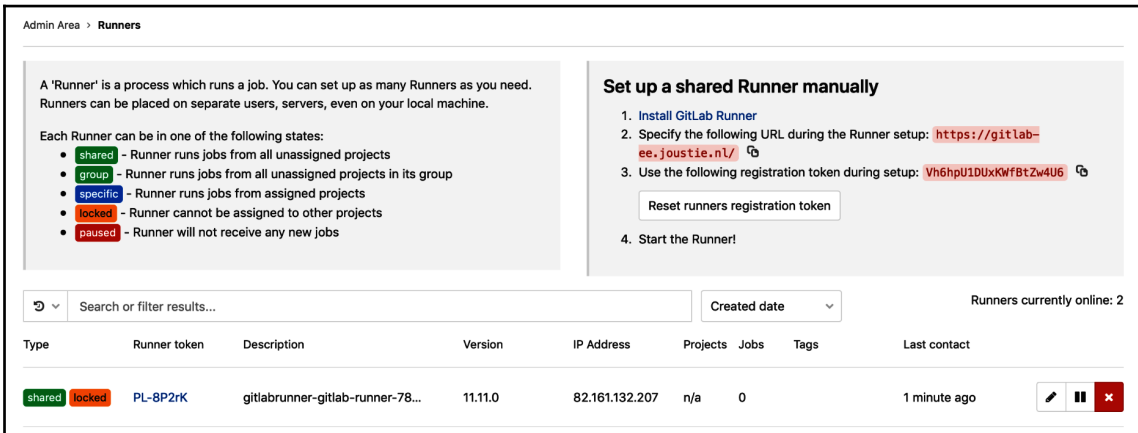 Admin Area > Runners
A 'Runner' is a process which runs a job. You can set up as many Runners as you need.
Runners can be placed on separate users, servers, even on your local machine.
Each Runner can be in one of the following states:
• shared - Runner runs jobs from all unassigned projects
• group - Runner runs jobs from all unassigned projects in its group
• specific - Runner runs jobs from assigned projects
• locked - Runner cannot be assigned to other projects
• paused - Runner will not receive any new jobs
Set up a shared Runner manually
1. Install GitLab Runner
2. Specify the following URL during the Runner setup: https://gitlab-
ee.joustie.nl/
3. Use the following registration token during setup: Vh6hpU1DUxKWfBtZw4U6
Reset runners registration token
4. Start the Runner!
Search or filter results...
Created date
Runners currently online: 2
Type Runner token Description Version IP Address Projects Jobs Tags Last contact
shared locked PL-8P2rK gitlabrunner-gitlab-runner-78... 11.11.0 82.161.132.207 n/a 0 1 minute ago